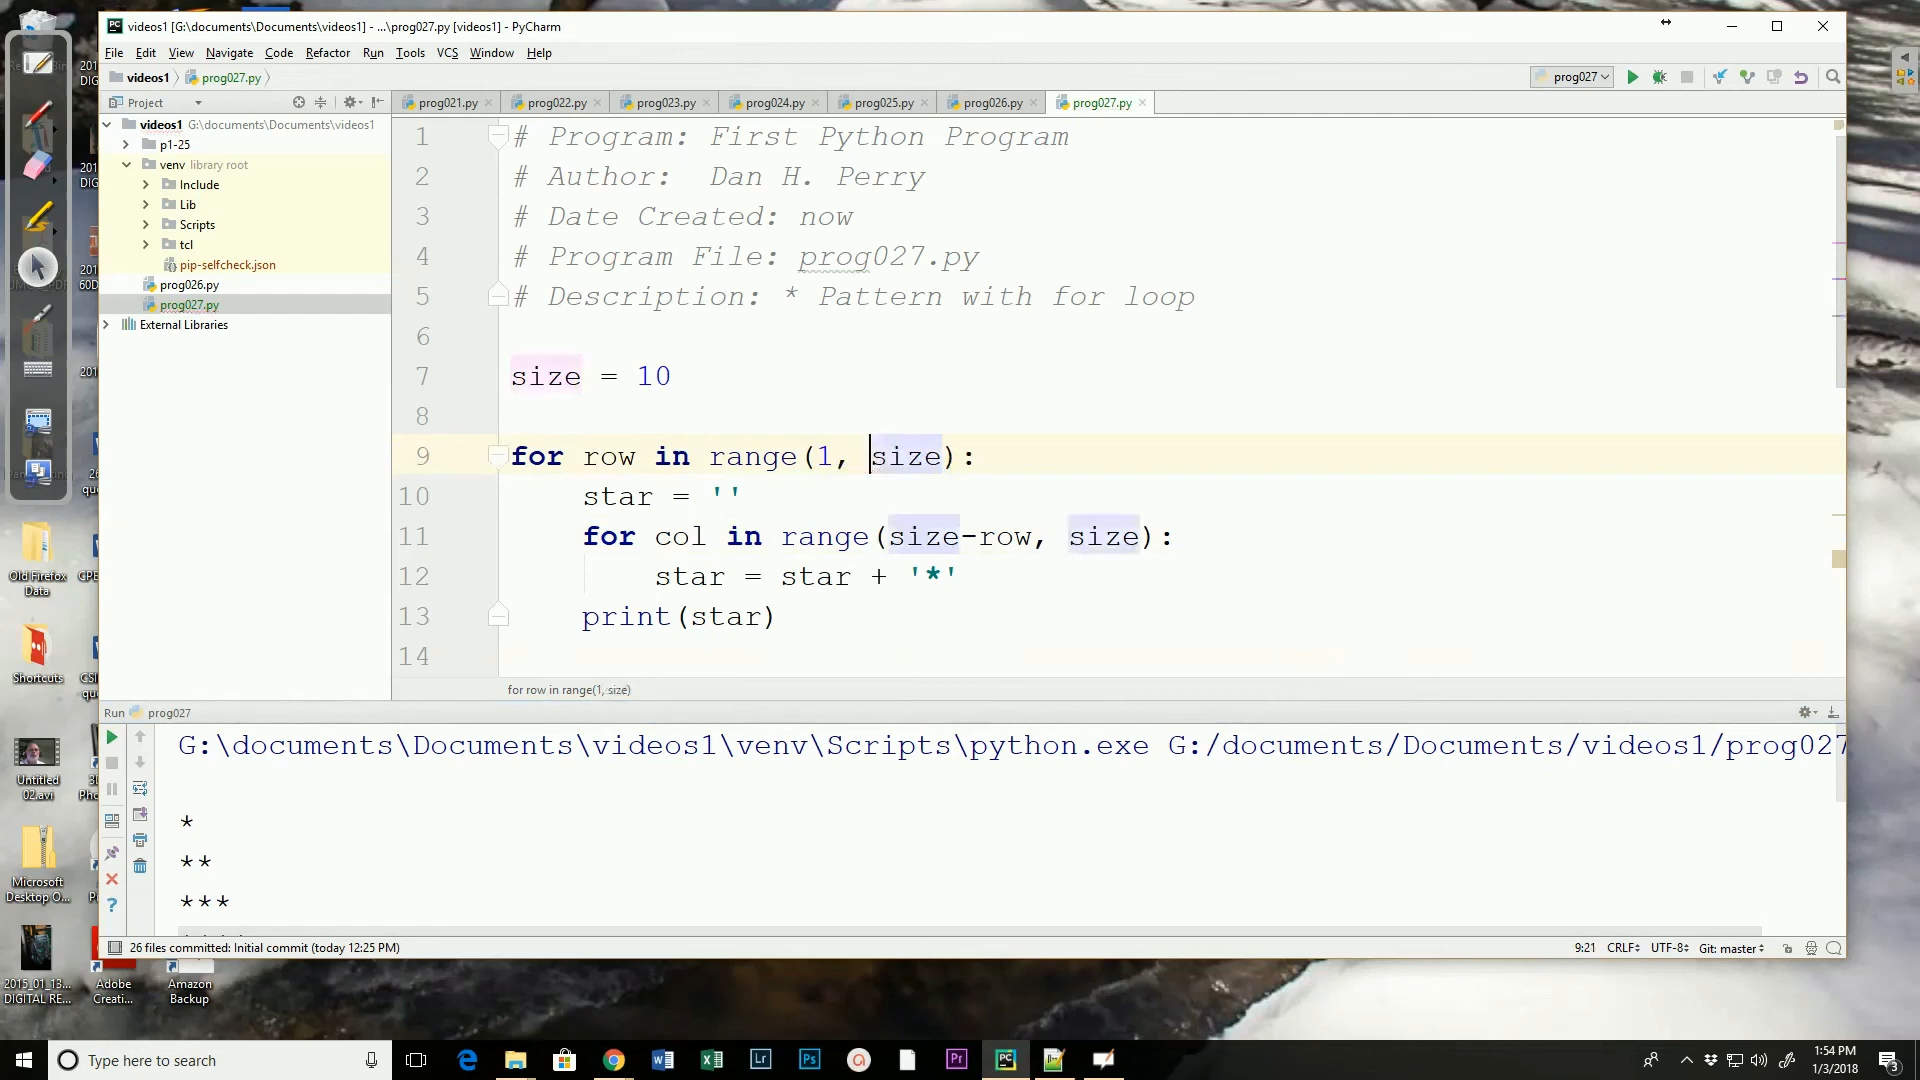 videos1 [G:\documents\Documents\videos1] - ...\prog027.py [videos1] - PyCharm
File Edit View Navigate Code Refactor Run Tools VCS Window Help
videos1 prog027.py
prog027
Project
prog021.py prog022.py prog023.py prog024.py prog025.py prog026.py prog027.py
videos1 G:\documents\Documents\videos1
p1-25
venv library root
Include
Lib
Scripts
tcl
pip-selfcheck.json
prog026.py
prog027.py
External Libraries
1 # Program: First Python Program
2 # Author:  Dan H. Perry
3 # Date Created: now
4 # Program File: prog027.py
5 # Description: * Pattern with for loop
6
7 size = 10
8
9 for row in range(1, size):
10     star = ''
11     for col in range(size-row, size):
12         star = star + '*'
13     print(star)
14
for row in range(1, size)
Run prog027
G:\documents\Documents\videos1\venv\Scripts\python.exe G:/documents/Documents/videos1/prog027
*
**
***
26 files committed: Initial commit (today 12:25 PM)
9:21 CRLF UTF-8 Git: master
Old Firefox
Data
Shortcuts
Untitled
02.avi
Microsoft
Desktop O...
2015_01_13...
DIGITAL RE...
Adobe
Creati...
Amazon
Backup
Type here to search
Lr
Ps
Pr
PC
1:54 PM
1/3/2018
3